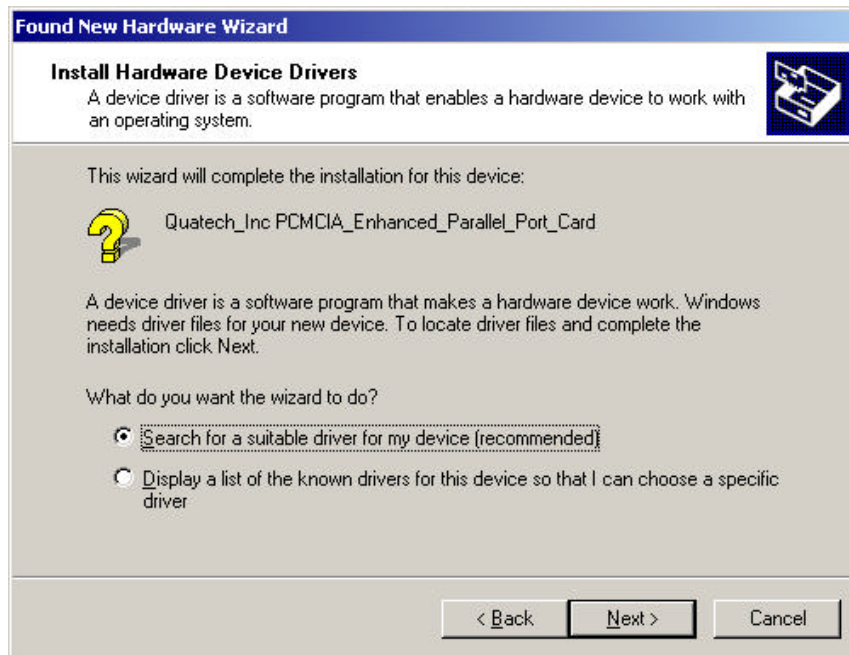 Found New Hardware Wizard
Install Hardware Device Drivers
A device driver is a software program that enables a hardware device to work with
an operating system.
This wizard will complete the installation for this device:
Quatech_Inc PCMCIA_Enhanced_Parallel_Port_Card
A device driver is a software program that makes a hardware device work. Windows
needs driver files for your new device. To locate driver files and complete the
installation click Next.
What do you want the wizard to do?
Search for a suitable driver for my device (recommended)
Display a list of the known drivers for this device so that I can choose a specific
driver
< Back Next > Cancel